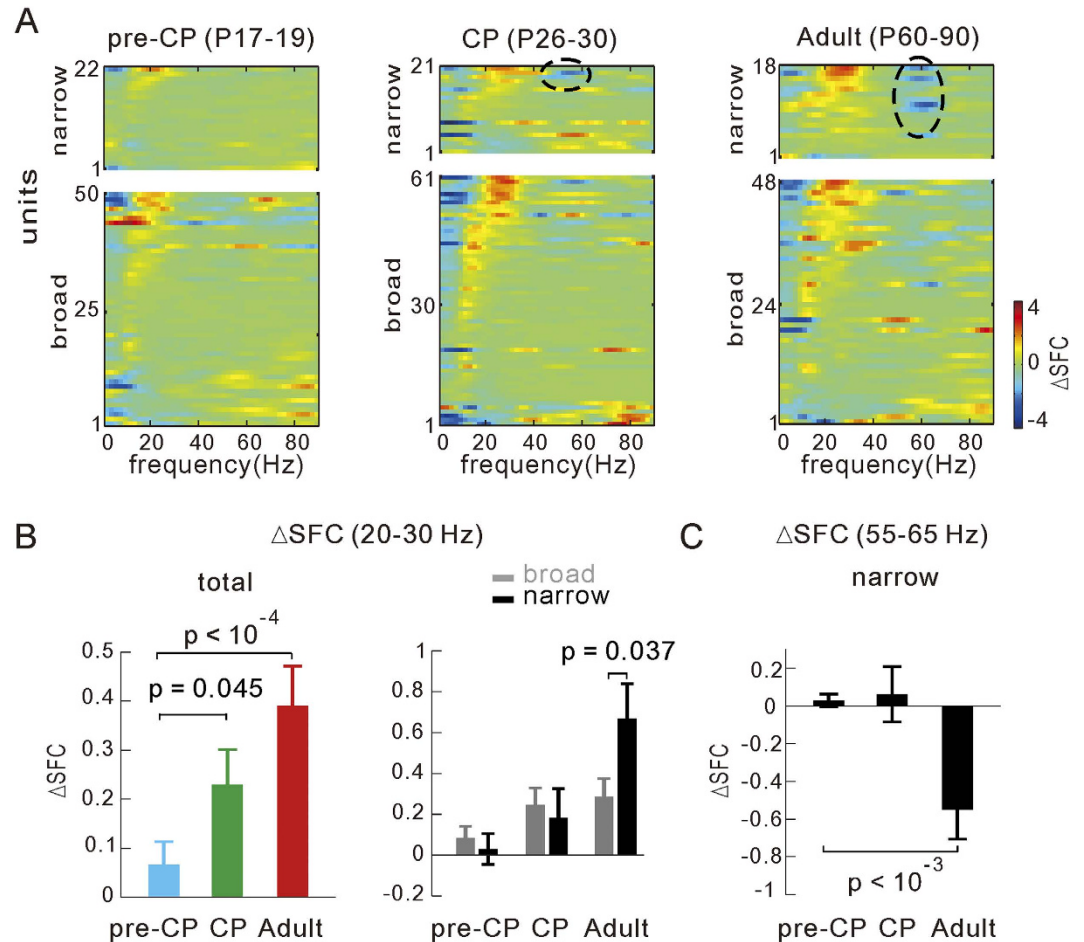 A
pre-CP (P17-19)
CP (P26-30)
Adult (P60-90)
units
narrow
22
1
narrow
21
1
narrow
18
1
broad
50
25
1
broad
61
30
1
broad
48
24
1
0 20 40 60 80
frequency(Hz)
0 20 40 60 80
frequency(Hz)
0 20 40 60 80
frequency(Hz)
4
0
-4
△SFC
B
△SFC (20-30 Hz)
total
p < 10⁻⁴
p = 0.045
△SFC
0.5
0.4
0.3
0.2
0.1
0
pre-CP CP Adult
broad
narrow
p = 0.037
1
0.8
0.6
0.4
0.2
0
-0.2
pre-CP CP Adult
C
△SFC (55-65 Hz)
narrow
△SFC
0.2
0
-0.2
-0.4
-0.6
-0.8
-1
p < 10⁻³
pre-CP CP Adult